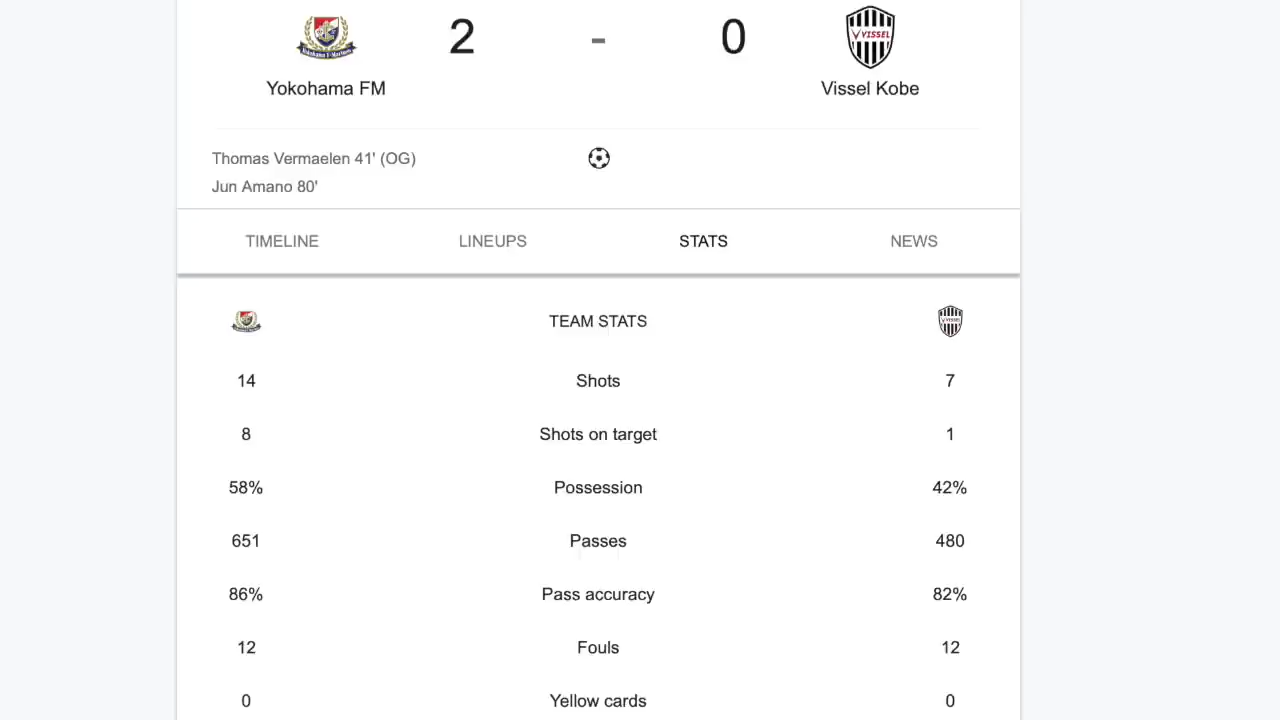 2 - 0
VISSEL
Yokohama FM Vissel Kobe
Thomas Vermaelen 41' (OG)
Jun Amano 80'
TIMELINE LINEUPS STATS NEWS
TEAM STATS
14 Shots 7
8 Shots on target 1
58% Possession 42%
651 Passes 480
86% Pass accuracy 82%
12 Fouls 12
0 Yellow cards 0